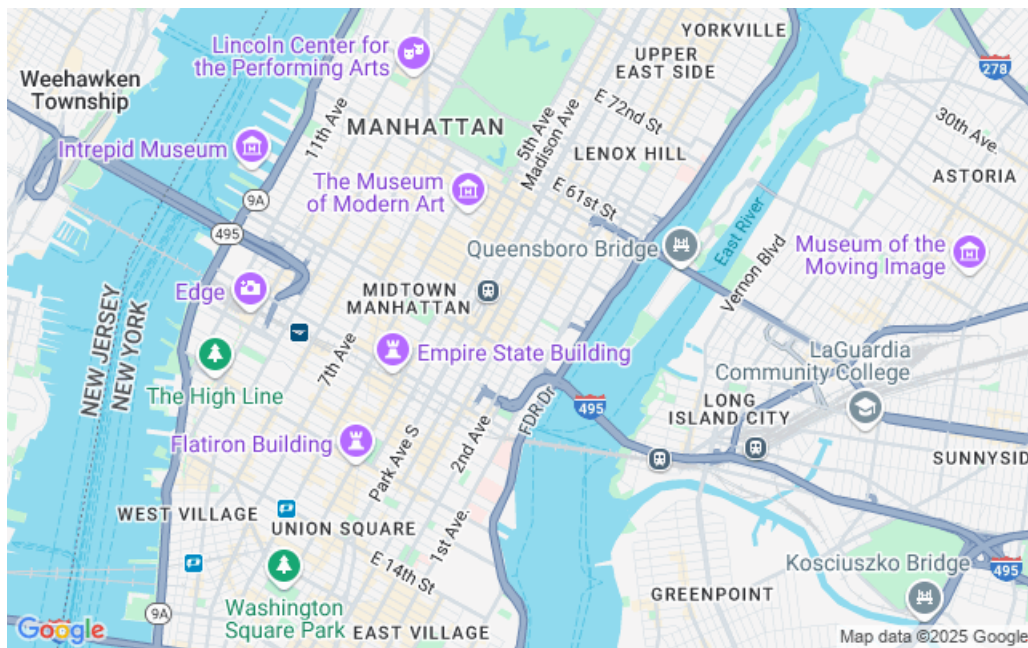 YORKVILLE
Lincoln Center for
the Performing Arts
UPPER
EAST SIDE
278
Weehawken
Township
E 72nd St
30th Ave.
11th Ave
MANHATTAN
5th Ave
Madison Ave
Intrepid Museum
LENOX HILL
The Museum
of Modern Art
ASTORIA
E 61st St
9A
495
Queensboro Bridge
East River
Museum of the
Moving Image
Vernon Blvd
Edge
MIDTOWN
MANHATTAN
NEW JERSEY
NEW YORK
7th Ave
Empire State Building
LaGuardia
Community College
The High Line
FDR Dr
495
LONG
ISLAND CITY
Flatiron Building
Park Ave S
2nd Ave
SUNNYSID
WEST VILLAGE
UNION SQUARE
1st Ave.
E 14th St
Kosciuszko Bridge
495
GREENPOINT
9A
Washington
Square Park
EAST VILLAGE
Google
Map data ©2025 Google